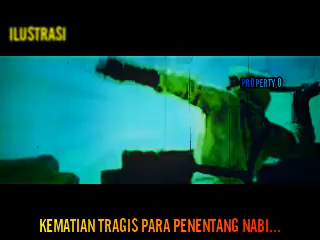 ILUSTRASI
PROPERTY O
KEMATIAN TRAGIS PARA PENENTANG NABI...